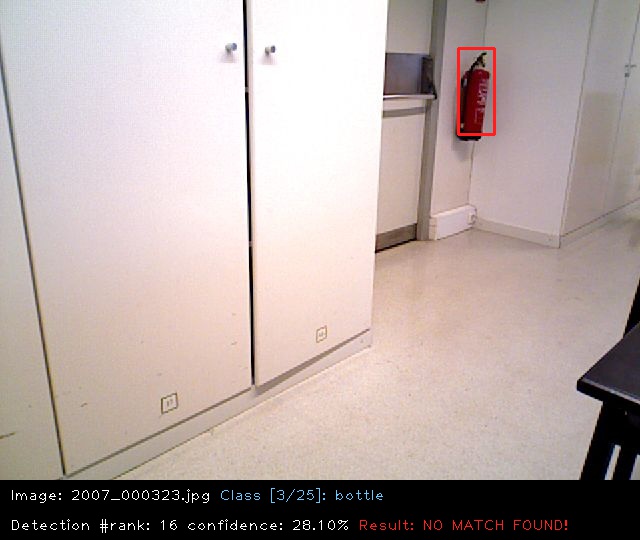 Image: 2007_000323.jpg Class [3/25]: bottle
Detection #rank: 16 confidence: 28.10% Result: NO MATCH FOUND!